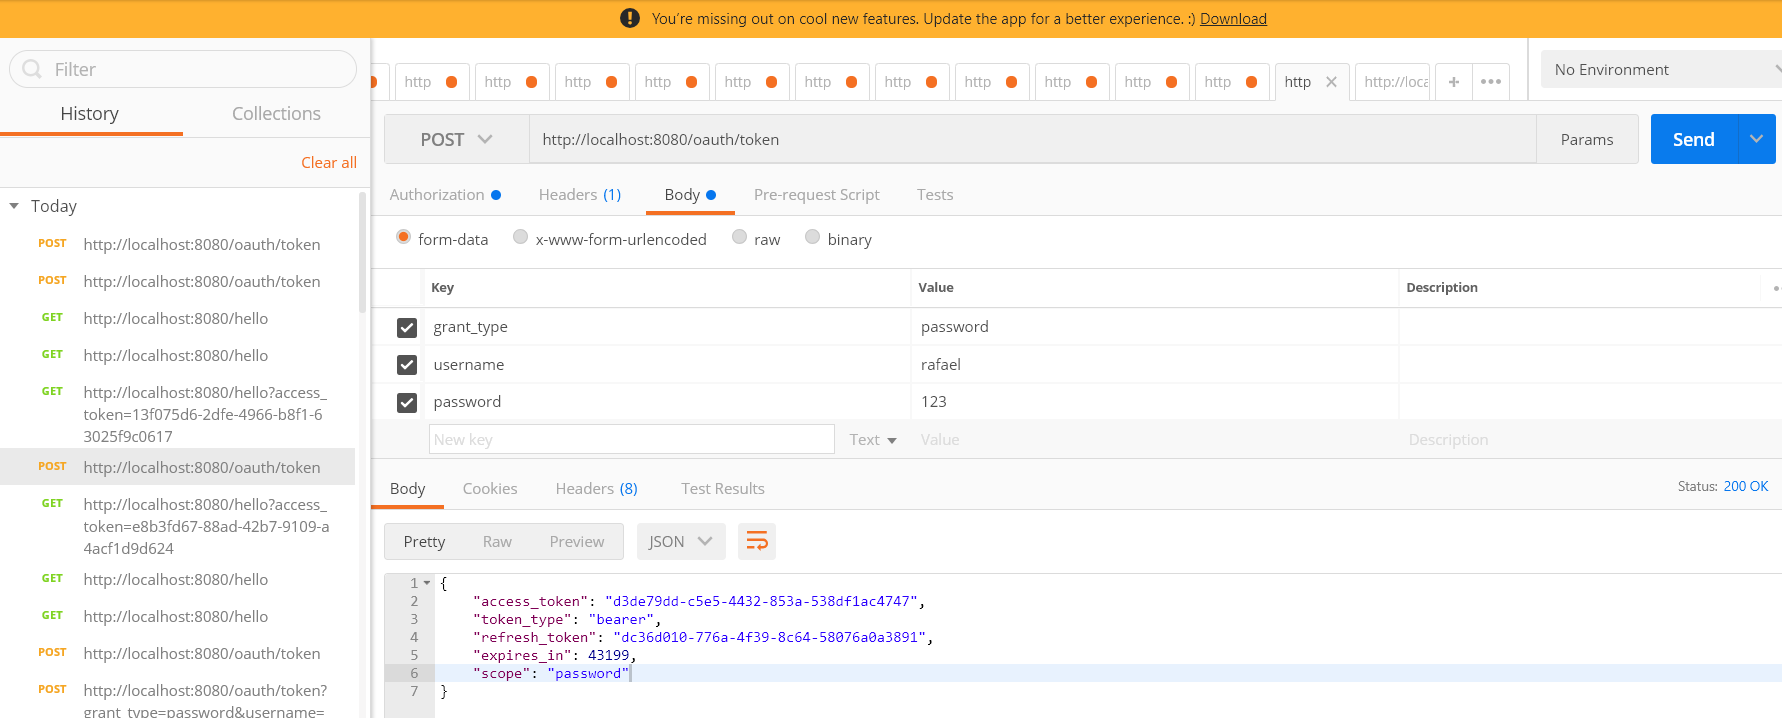 You're missing out on cool new features. Update the app for a better experience. :) Download
Filter
History Collections
Clear all
Today
POST http://localhost:8080/oauth/token
POST http://localhost:8080/oauth/token
GET http://localhost:8080/hello
GET http://localhost:8080/hello
GET http://localhost:8080/hello?access_
token=13f075d6-2dfe-4966-b8f1-6
3025f9c0617
POST http://localhost:8080/oauth/token
GET http://localhost:8080/hello?access_
token=e8b3fd67-88ad-42b7-9109-a
4acf1d9d624
GET http://localhost:8080/hello
GET http://localhost:8080/hello
POST http://localhost:8080/oauth/token
POST http://localhost:8080/oauth/token?
grant_type=password&username=
http http http http http http http http http http http http http://loca + •••
No Environment
POST http://localhost:8080/oauth/token Params Send
Authorization Headers (1) Body Pre-request Script Tests
form-data x-www-form-urlencoded raw binary
Key Value Description
grant_type password
username rafael
password 123
New key Text Value Description
Body Cookies Headers (8) Test Results Status: 200 OK
Pretty Raw Preview JSON
1 {
2 "access_token": "d3de79dd-c5e5-4432-853a-538df1ac4747",
3 "token_type": "bearer",
4 "refresh_token": "dc36d010-776a-4f39-8c64-58076a0a3891",
5 "expires_in": 43199,
6 "scope": "password"
7 }